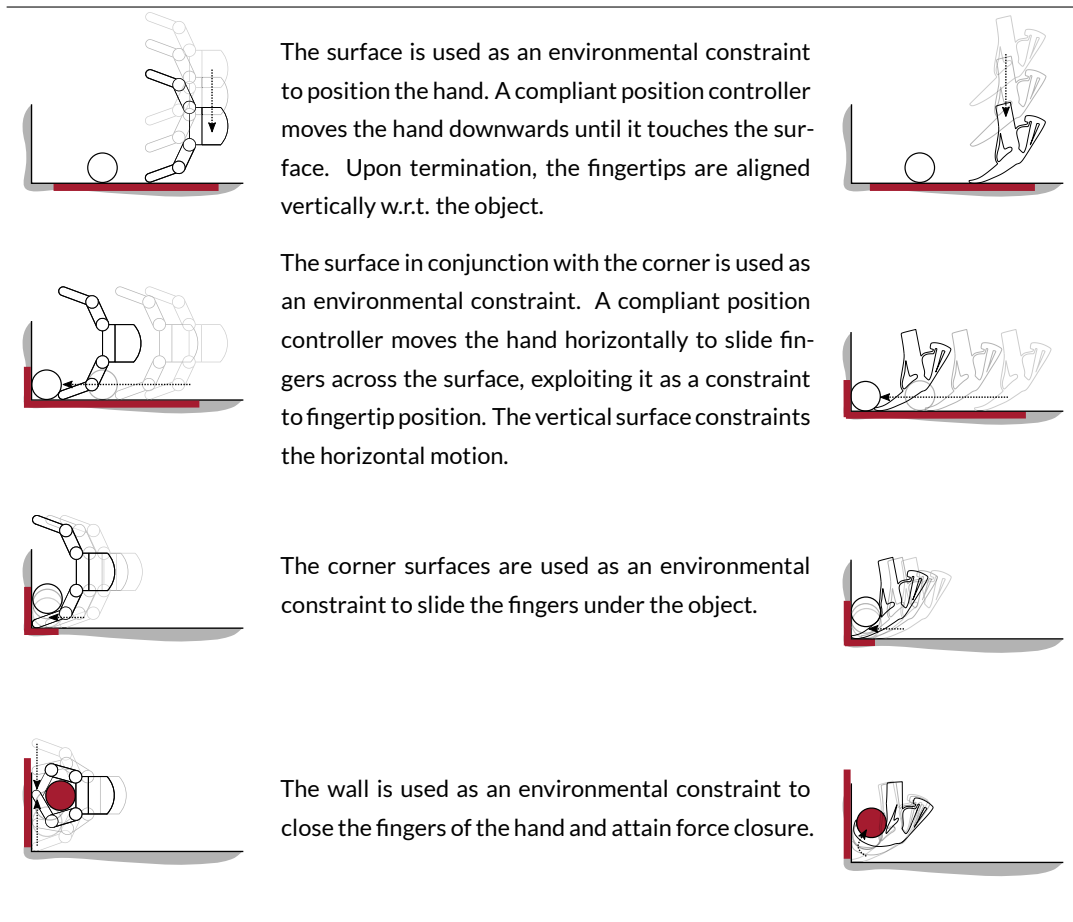 The surface is used as an environmental constraint
to position the hand. A compliant position controller
moves the hand downwards until it touches the sur-
face. Upon termination, the fingertips are aligned
vertically w.r.t. the object.
The surface in conjunction with the corner is used as
an environmental constraint. A compliant position
controller moves the hand horizontally to slide fin-
gers across the surface, exploiting it as a constraint
to fingertip position. The vertical surface constraints
the horizontal motion.
The corner surfaces are used as an environmental
constraint to slide the fingers under the object.
The wall is used as an environmental constraint to
close the fingers of the hand and attain force closure.